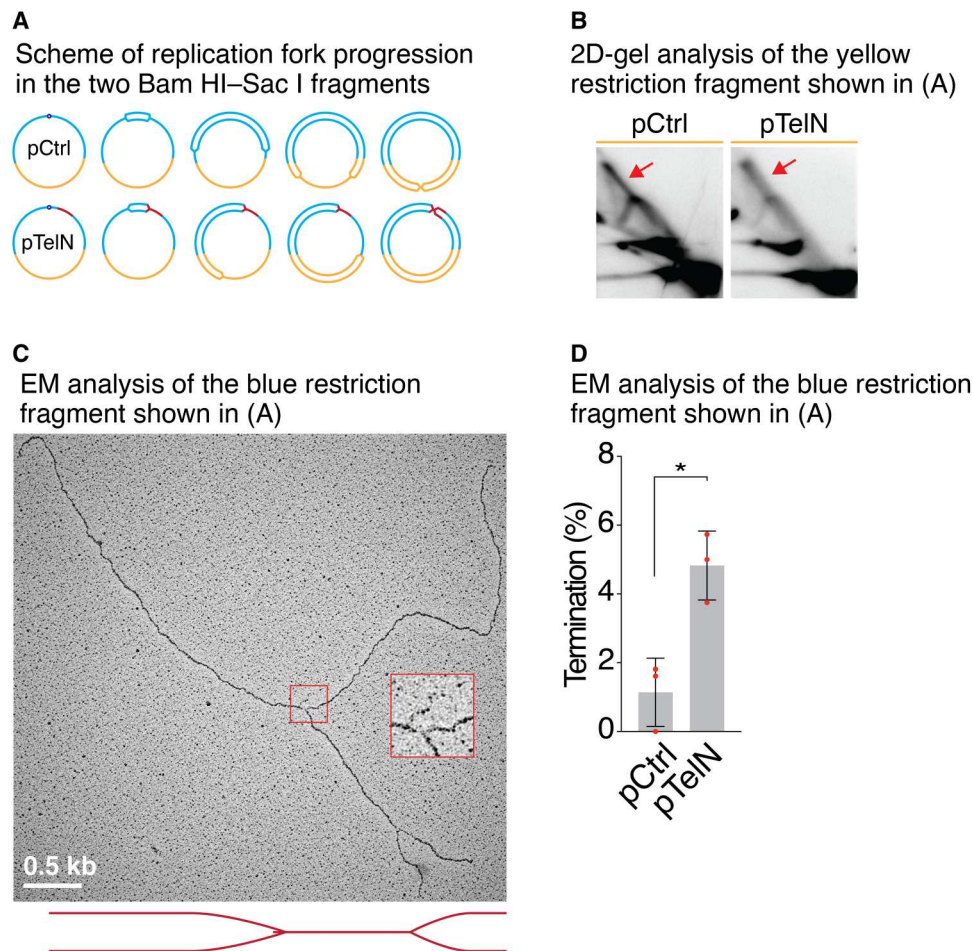 A
Scheme of replication fork progression
in the two Bam HI–Sac I fragments
pCtrl
pTelN
B
2D-gel analysis of the yellow
restriction fragment shown in (A)
pCtrl pTelN
C
EM analysis of the blue restriction
fragment shown in (A)
0.5 kb
D
EM analysis of the blue restriction
fragment shown in (A)
Termination (%)
8
6
4
2
0
*
pCtrl
pTelN